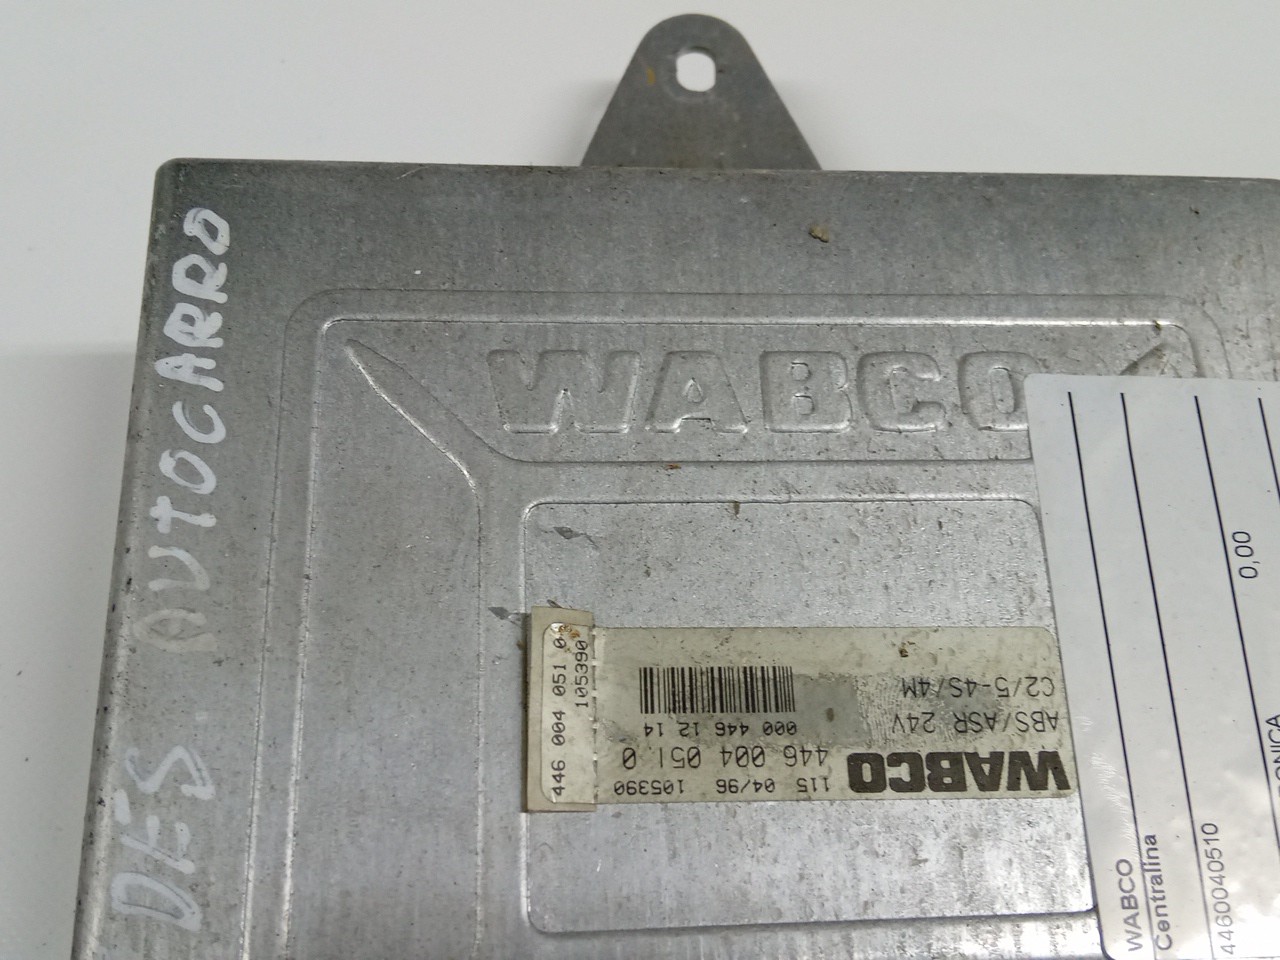 WABCO
DES AUTOCARRO
446 004 051 0
105390
WABCO
115 04/96 105390
446 004 051 0
ABS/ASR 24V
000 446 12 14
C2/5-4S/4M
WABCO
Centralina
4460040510
0,00